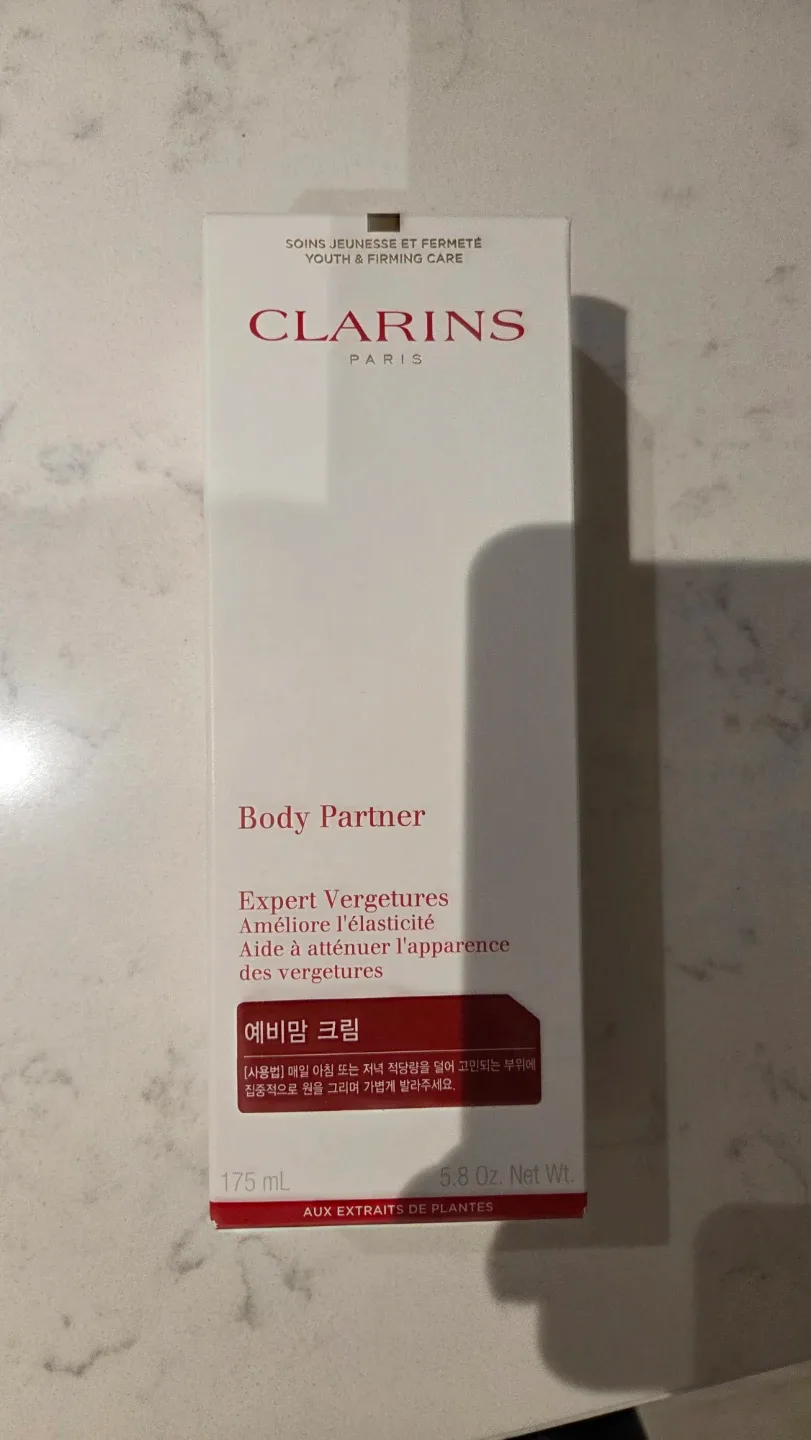 SOINS JEUNESSE ET FERMETÉ
YOUTH & FIRMING CARE
CLARINS
PARIS
Body Partner
Expert Vergetures
Améliore l'élasticité
Aide à atténuer l'apparence
des vergetures
예비맘 크림
[사용법] 매일 아침 또는 저녁 적당량을 덜어 고민되는 부위에
집중적으로 원을 그리며 가볍게 발라주세요.
175 mL 5.8 Oz. Net Wt.
AUX EXTRAITS DE PLANTES